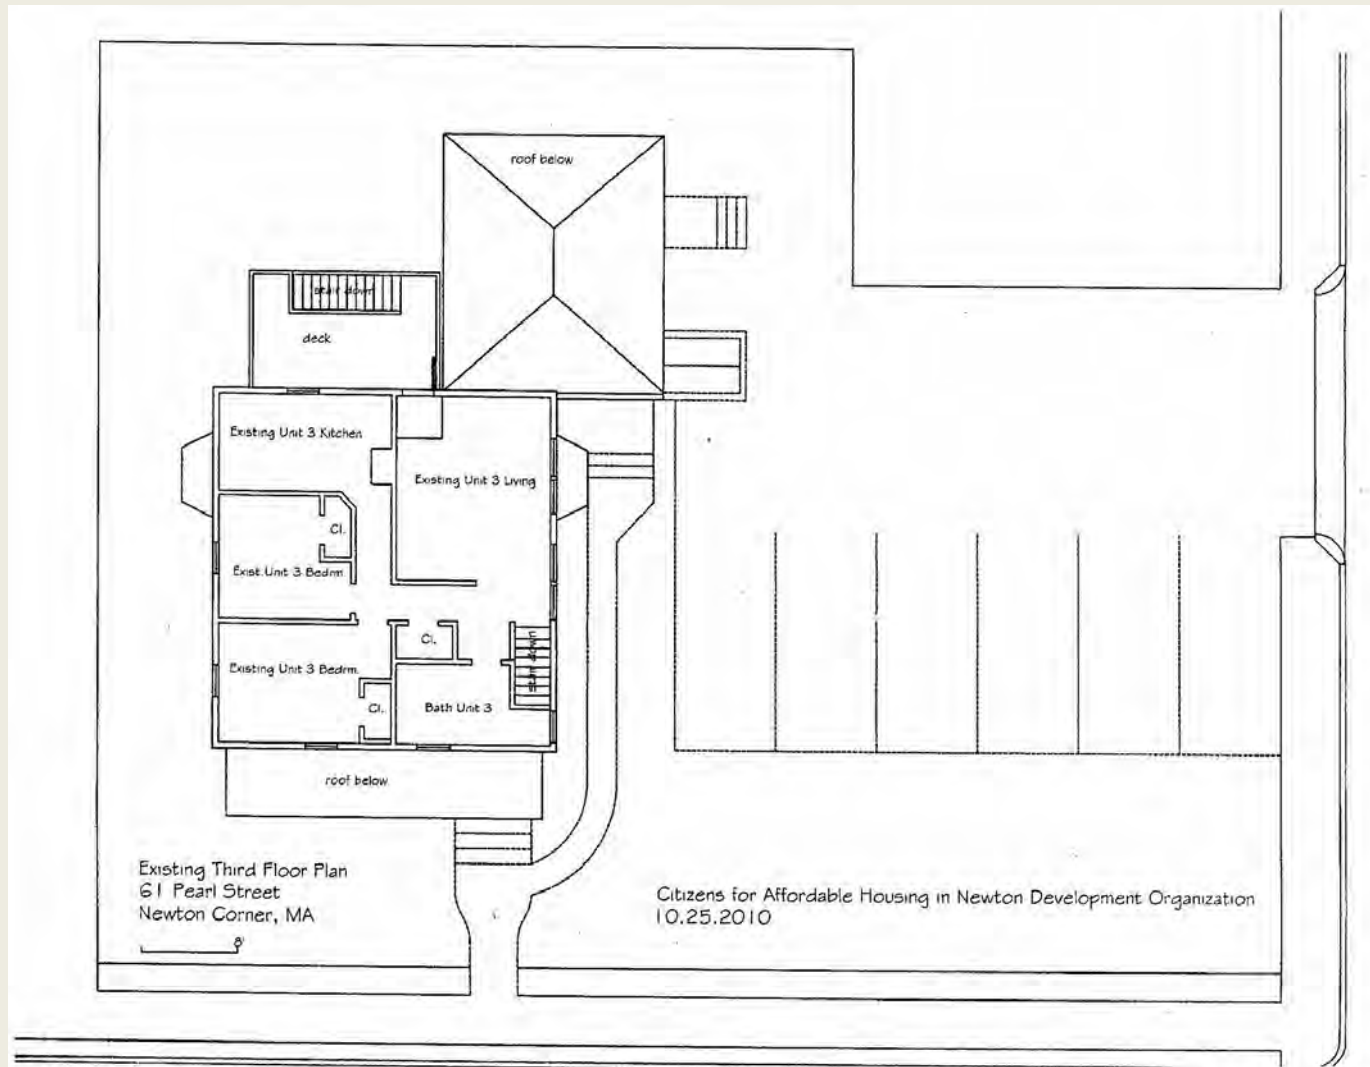 roof below
stair down
deck
Existing Unit 3 Kitchen
Existing Unit 3 Living
Cl.
Exist. Unit 3 Bedrm.
Cl.
stair down
Existing Unit 3 Bedrm.
Cl.
Bath Unit 3
roof below
Existing Third Floor Plan
61 Pearl Street
Newton Corner, MA
8'
Citizens for Affordable Housing in Newton Development Organization
10.25.2010